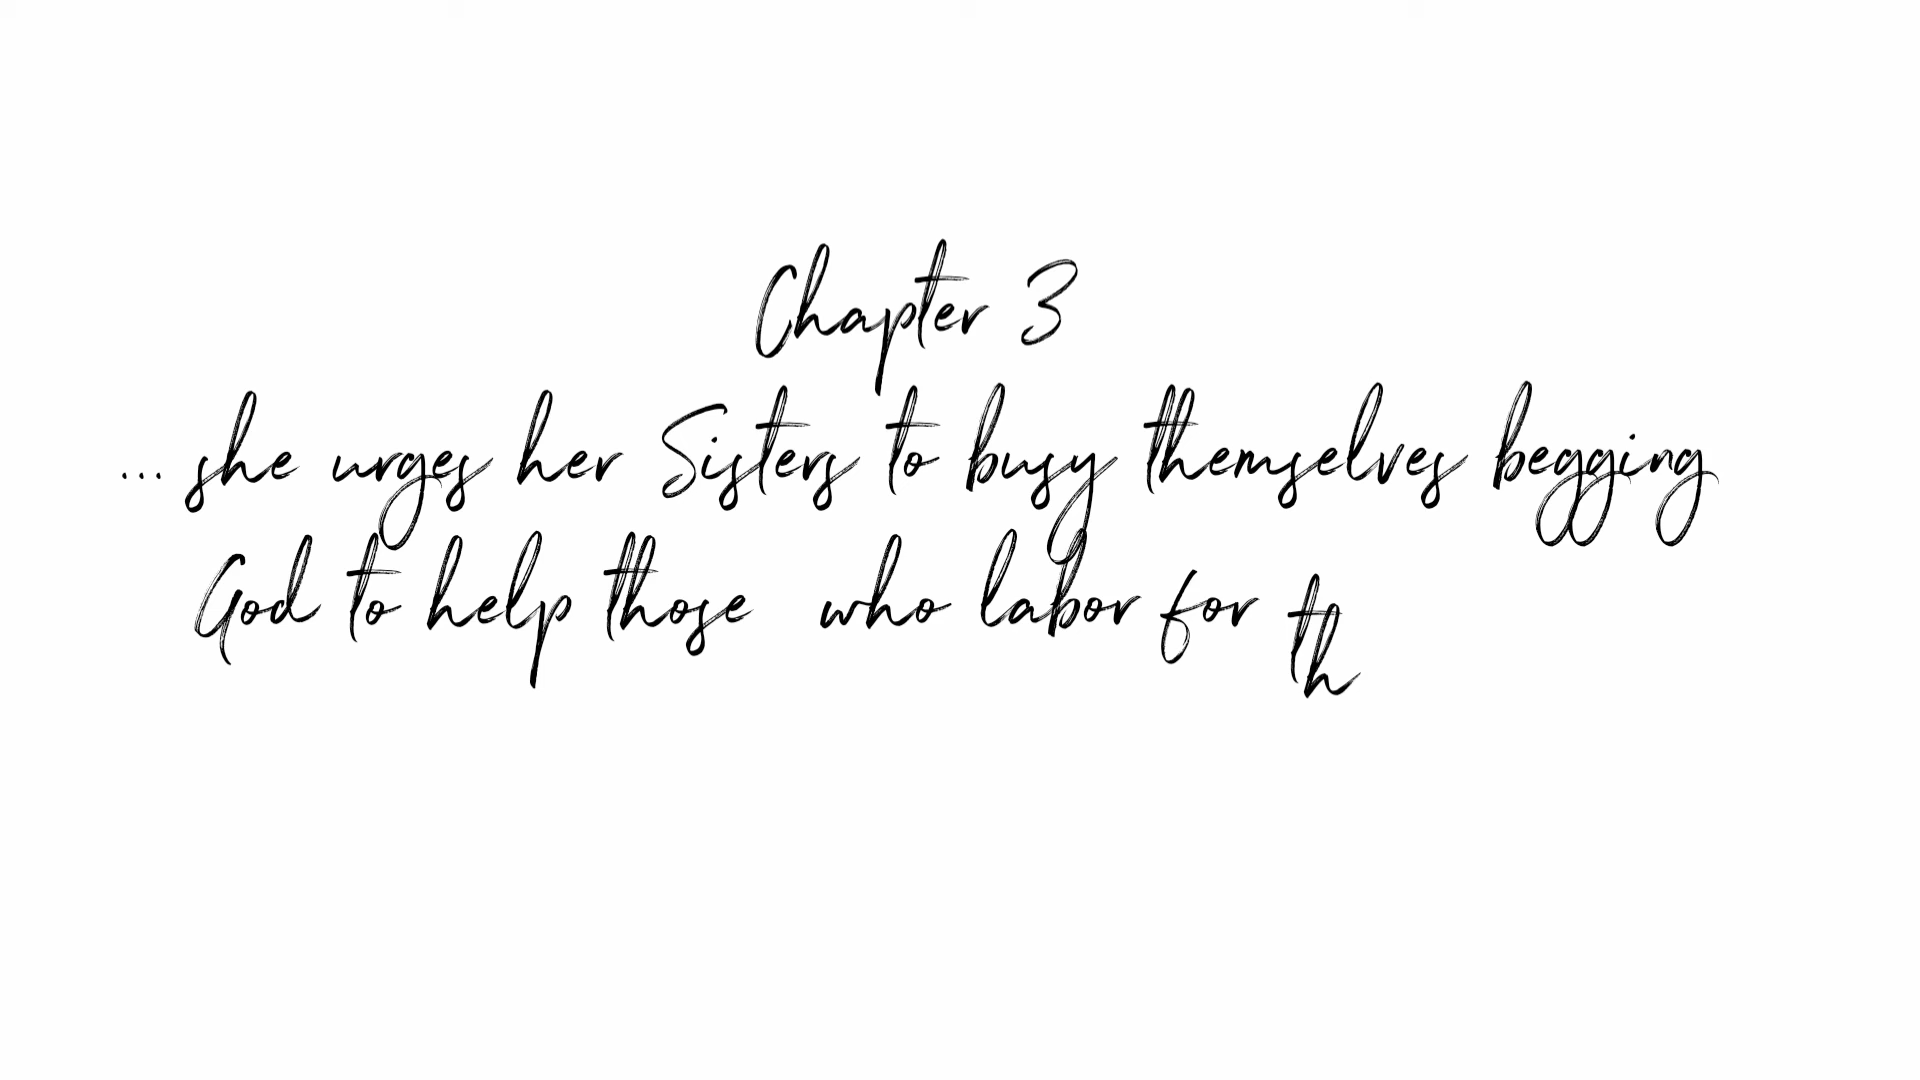 Chapter 3
... she urges her Sisters to busy themselves begging
God to help those who labor for th